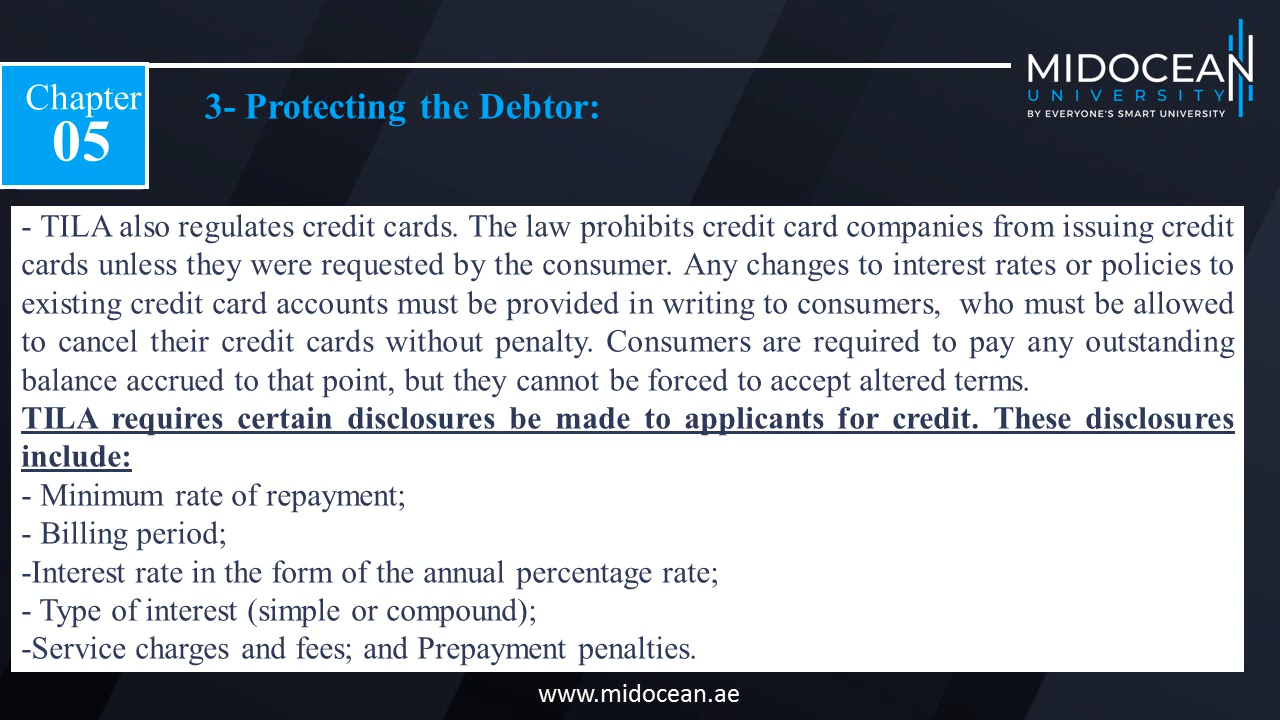 MIDOCEAN
UNIVERSITY
BY EVERYONE'S SMART UNIVERSITY
Chapter
05
3- Protecting the Debtor:
- TILA also regulates credit cards. The law prohibits credit card companies from issuing credit
cards unless they were requested by the consumer. Any changes to interest rates or policies to
existing credit card accounts must be provided in writing to consumers, who must be allowed
to cancel their credit cards without penalty. Consumers are required to pay any outstanding
balance accrued to that point, but they cannot be forced to accept altered terms.
TILA requires certain disclosures be made to applicants for credit. These disclosures
include:
- Minimum rate of repayment;
- Billing period;
-Interest rate in the form of the annual percentage rate;
- Type of interest (simple or compound);
-Service charges and fees; and Prepayment penalties.
www.midocean.ae